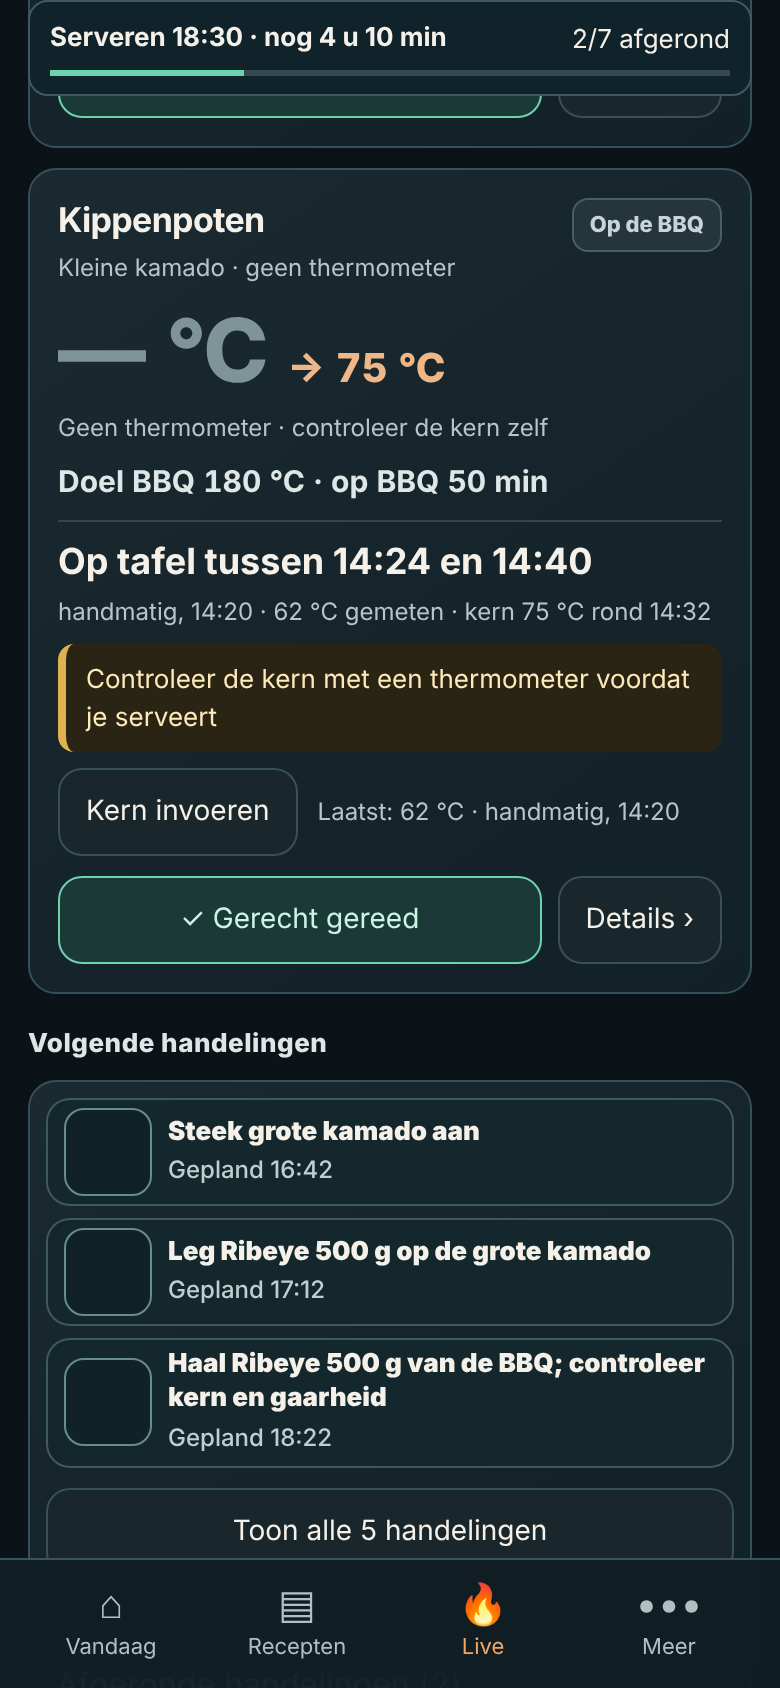 Serveren 18:30 · nog 4 u 10 min
2/7 afgerond
Kippenpoten
Op de BBQ
Kleine kamado · geen thermometer
— °C → 75 °C
Geen thermometer · controleer de kern zelf
Doel BBQ 180 °C · op BBQ 50 min
Op tafel tussen 14:24 en 14:40
handmatig, 14:20 · 62 °C gemeten · kern 75 °C rond 14:32
Controleer de kern met een thermometer voordat
je serveert
Kern invoeren
Laatst: 62 °C · handmatig, 14:20
✓ Gerecht gereed
Details ›
Volgende handelingen
Steek grote kamado aan
Gepland 16:42
Leg Ribeye 500 g op de grote kamado
Gepland 17:12
Haal Ribeye 500 g van de BBQ; controleer
kern en gaarheid
Gepland 18:22
Toon alle 5 handelingen
Vandaag
Recepten
Live
Meer
Afgeronde handelingen (2)